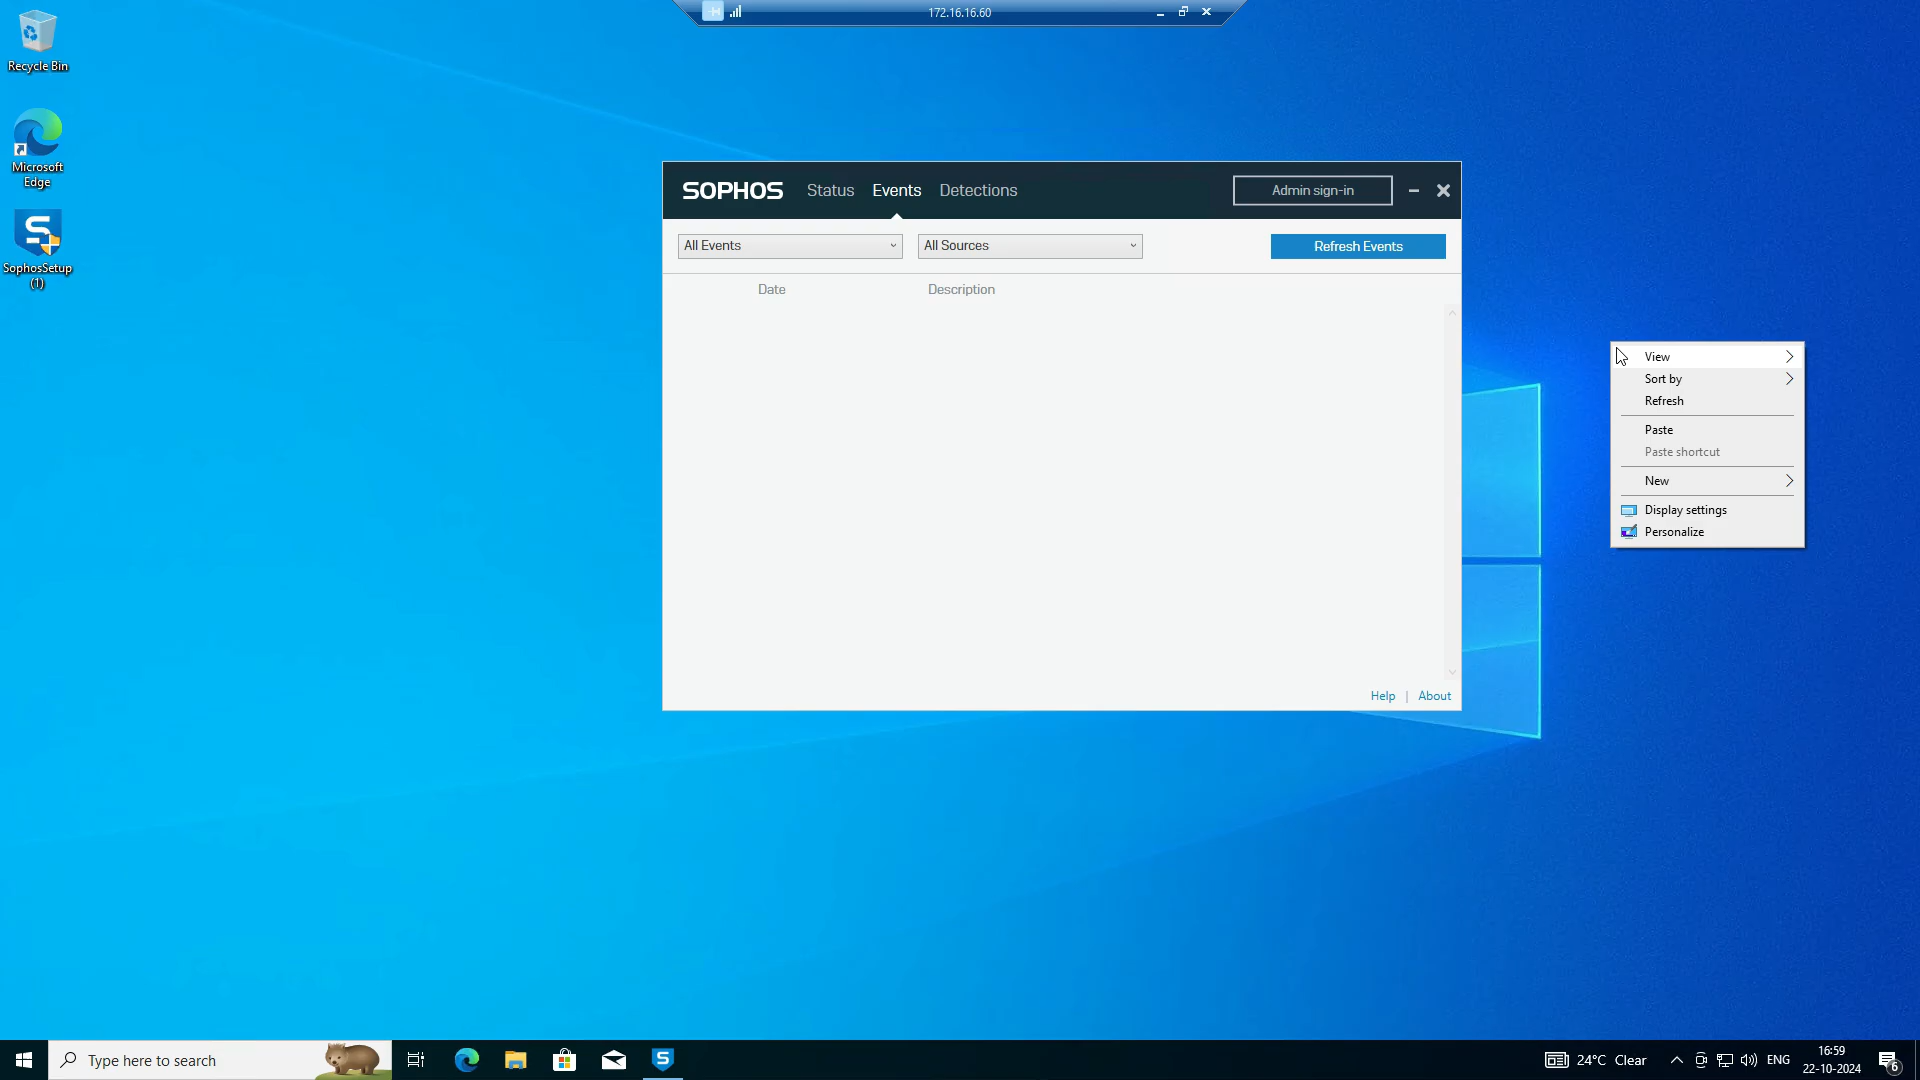 172.16.16.60
Recycle Bin
Microsoft
Edge
SophosSetup
(1)
SOPHOS Status Events Detections Admin sign-in
All Events All Sources Refresh Events
Date Description
Help | About
View
Sort by
Refresh
Paste
Paste shortcut
New
Display settings
Personalize
Type here to search
24°C Clear
ENG
16:59
22-10-2024
6